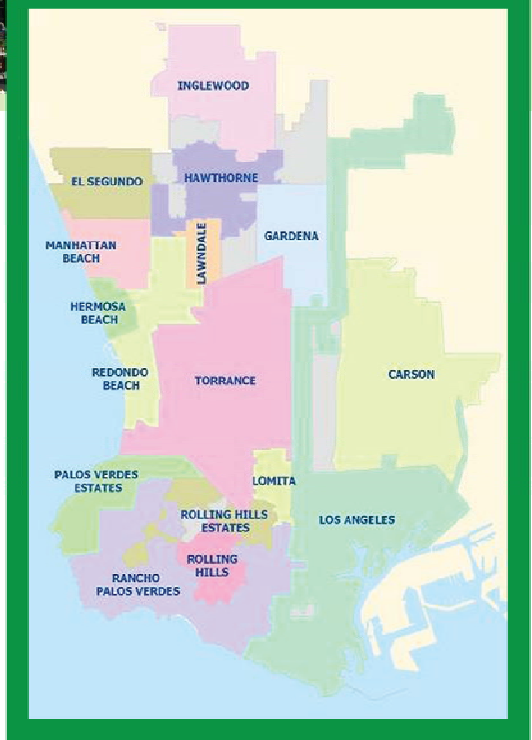 INGLEWOOD
EL SEGUNDO
HAWTHORNE
MANHATTAN
BEACH
LAWNDALE
GARDENA
HERMOSA
BEACH
REDONDO
BEACH
TORRANCE
CARSON
PALOS VERDES
ESTATES
LOMITA
ROLLING HILLS
ESTATES
LOS ANGELES
ROLLING
HILLS
RANCHO
PALOS VERDES